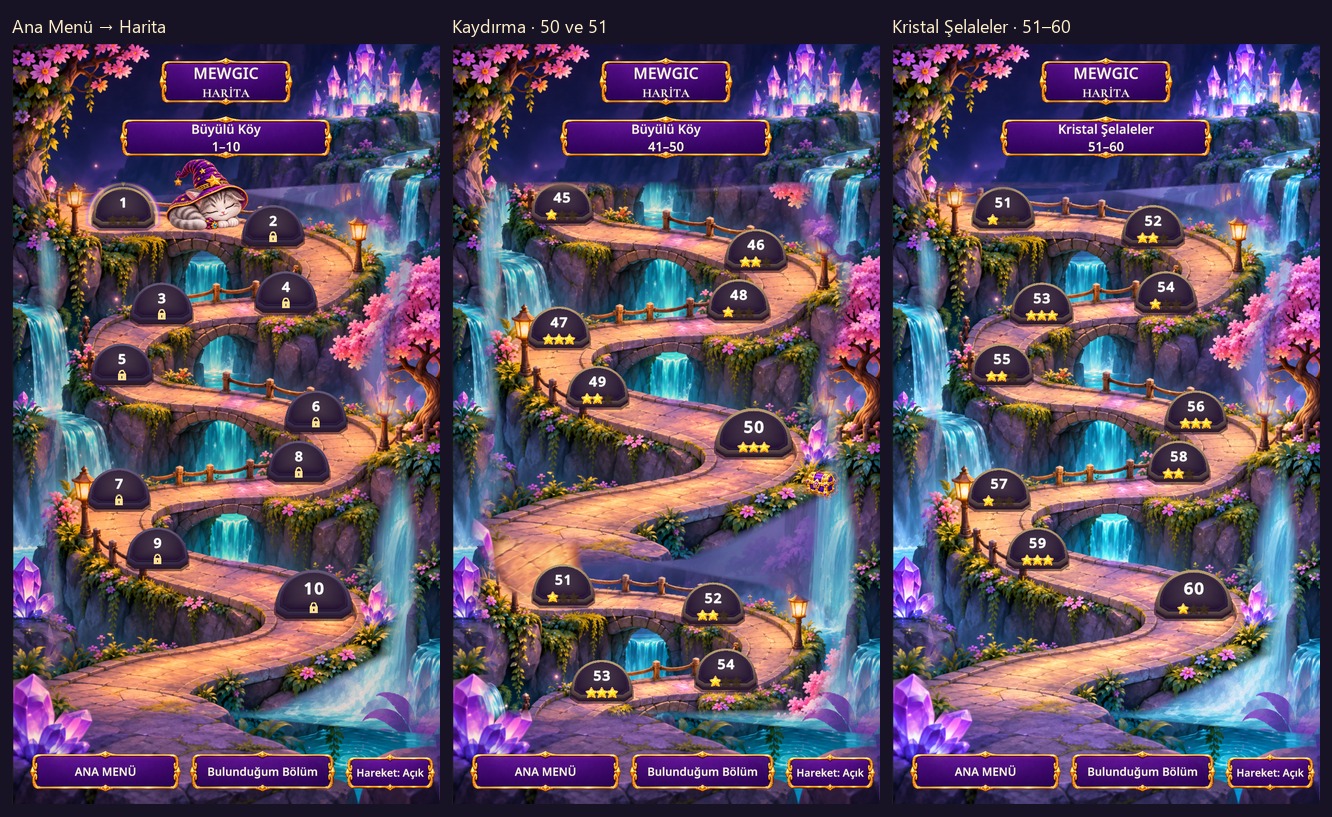 Ana Menü → Harita
MEWGIC
HARİTA
Büyülü Köy
1–10
1
2
3
4
5
6
7
8
9
10
ANA MENÜ
Bulunduğum Bölüm
Hareket: Açık
Kaydırma · 50 ve 51
MEWGIC
HARİTA
Büyülü Köy
41–50
45
46
48
47
49
50
51
52
53
54
ANA MENÜ
Bulunduğum Bölüm
Hareket: Açık
Kristal Şelaleler · 51–60
MEWGIC
HARİTA
Kristal Şelaleler
51–60
51
52
53
54
55
56
57
58
59
60
ANA MENÜ
Bulunduğum Bölüm
Hareket: Açık